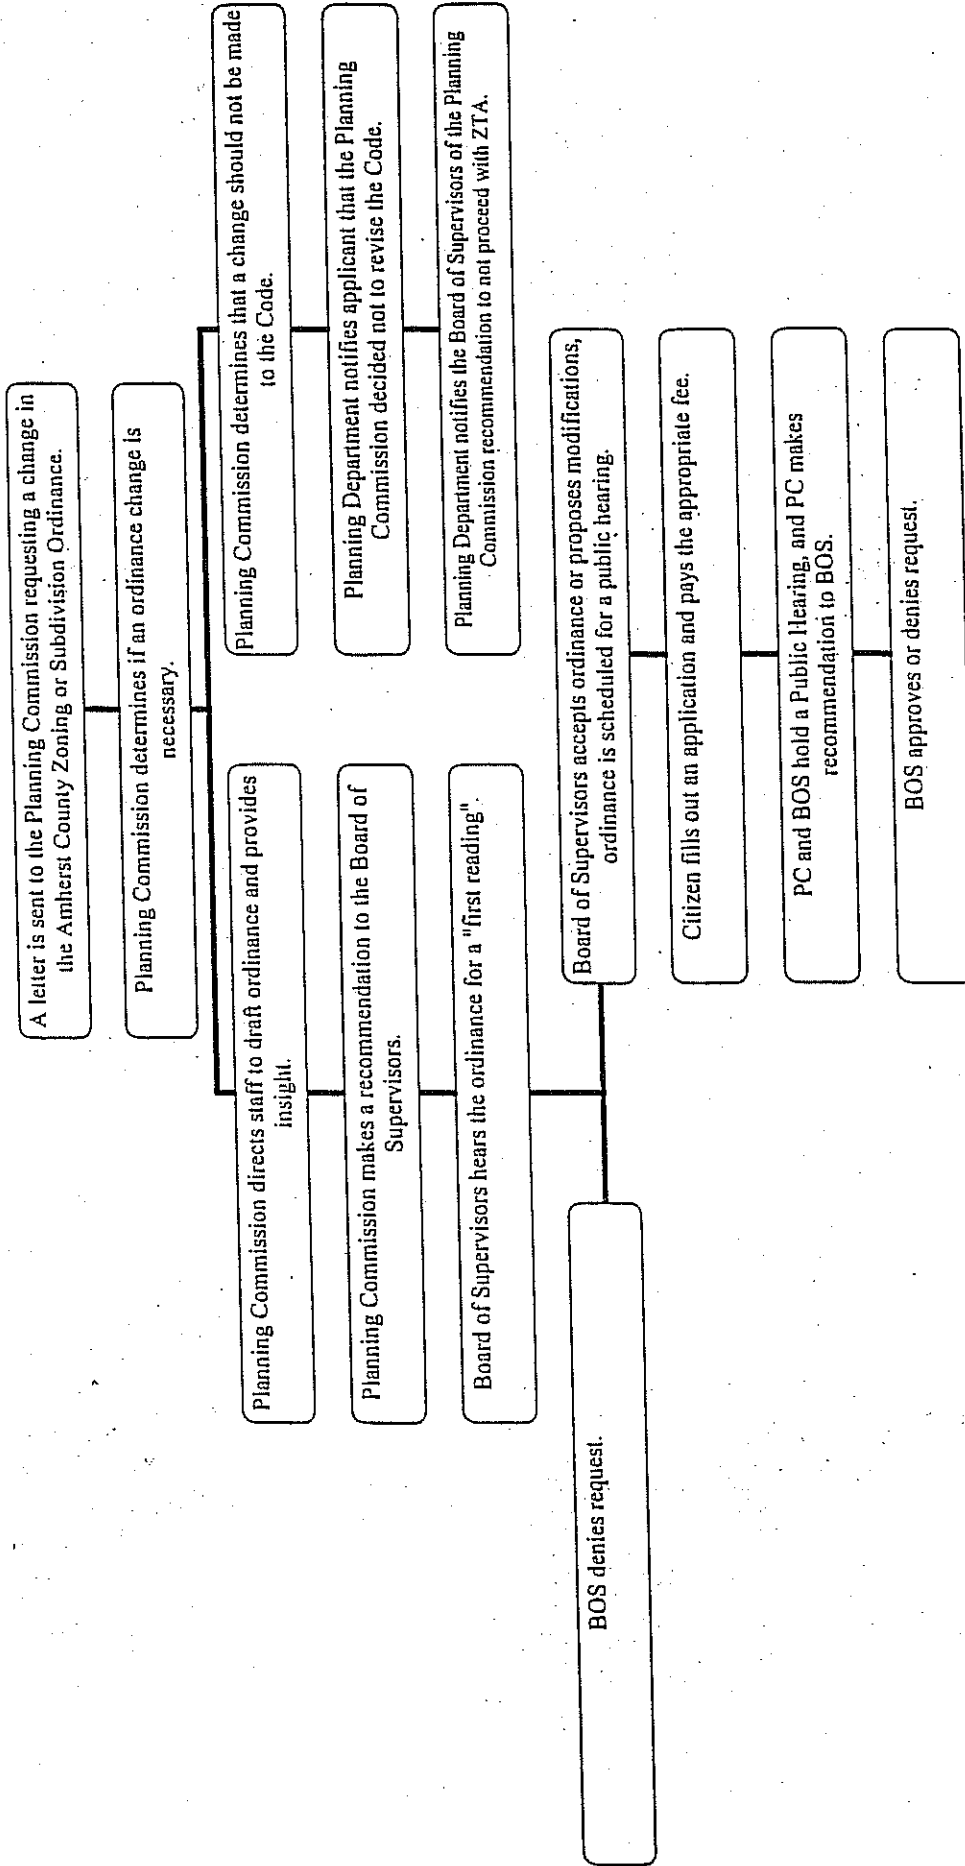 A letter is sent to the Planning Commission requesting a change in
the Amherst County Zoning or Subdivision Ordinance.
Planning Commission determines if an ordinance change is
necessary.
Planning Commission directs staff to draft ordinance and provides
insight.
Planning Commission makes a recommendation to the Board of
Supervisors.
Board of Supervisors hears the ordinance for a "first reading".
Planning Commission determines that a change should not be made
to the Code.
Planning Department notifies applicant that the Planning
Commission decided not to revise the Code.
Planning Department notifies the Board of Supervisors of the Planning
Commission recommendation to not proceed with ZTA.
BOS denies request.
Board of Supervisors accepts ordinance or proposes modifications,
ordinance is scheduled for a public hearing.
Citizen fills out an application and pays the appropriate fee.
PC and BOS hold a Public Hearing, and PC makes
recommendation to BOS.
BOS approves or denies request.